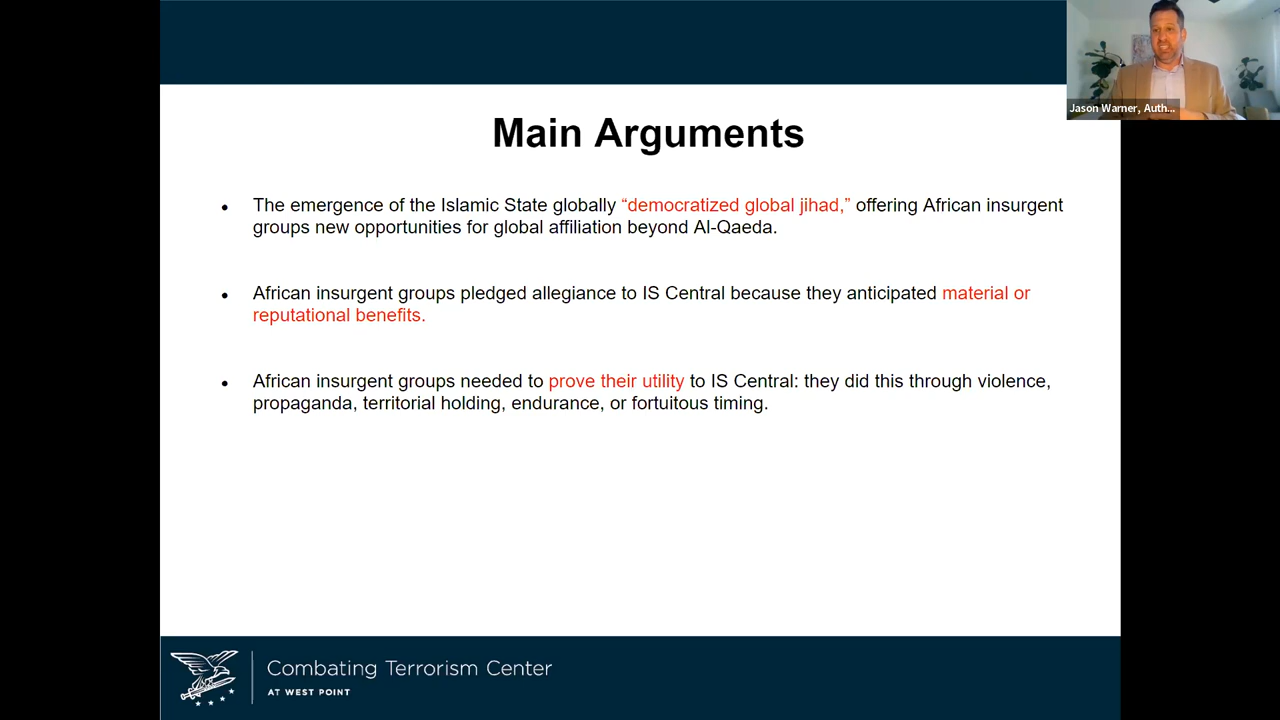 Jason Warner, Auth...
Main Arguments
• The emergence of the Islamic State globally “democratized global jihad,” offering African insurgent
groups new opportunities for global affiliation beyond Al-Qaeda.
• African insurgent groups pledged allegiance to IS Central because they anticipated material or
reputational benefits.
• African insurgent groups needed to prove their utility to IS Central: they did this through violence,
propaganda, territorial holding, endurance, or fortuitous timing.
Combating Terrorism Center
AT WEST POINT